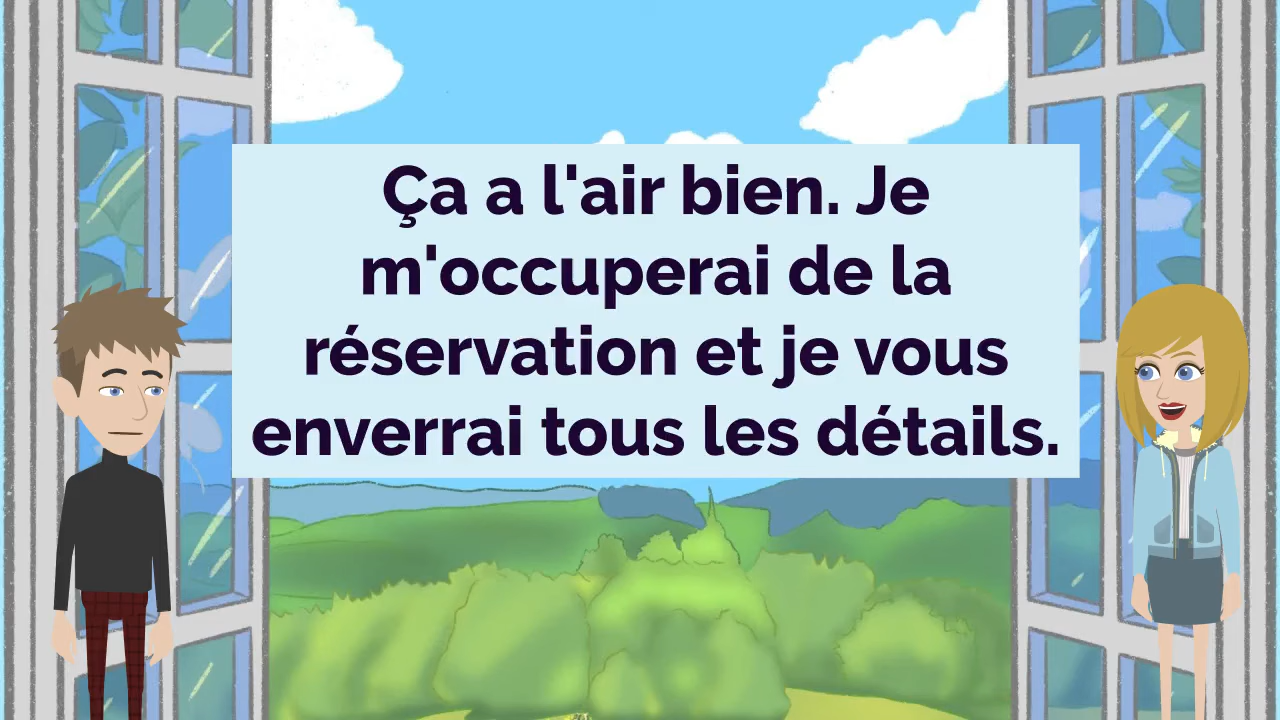 Ça a l'air bien. Je
m'occuperai de la
réservation et je vous
enverrai tous les détails.